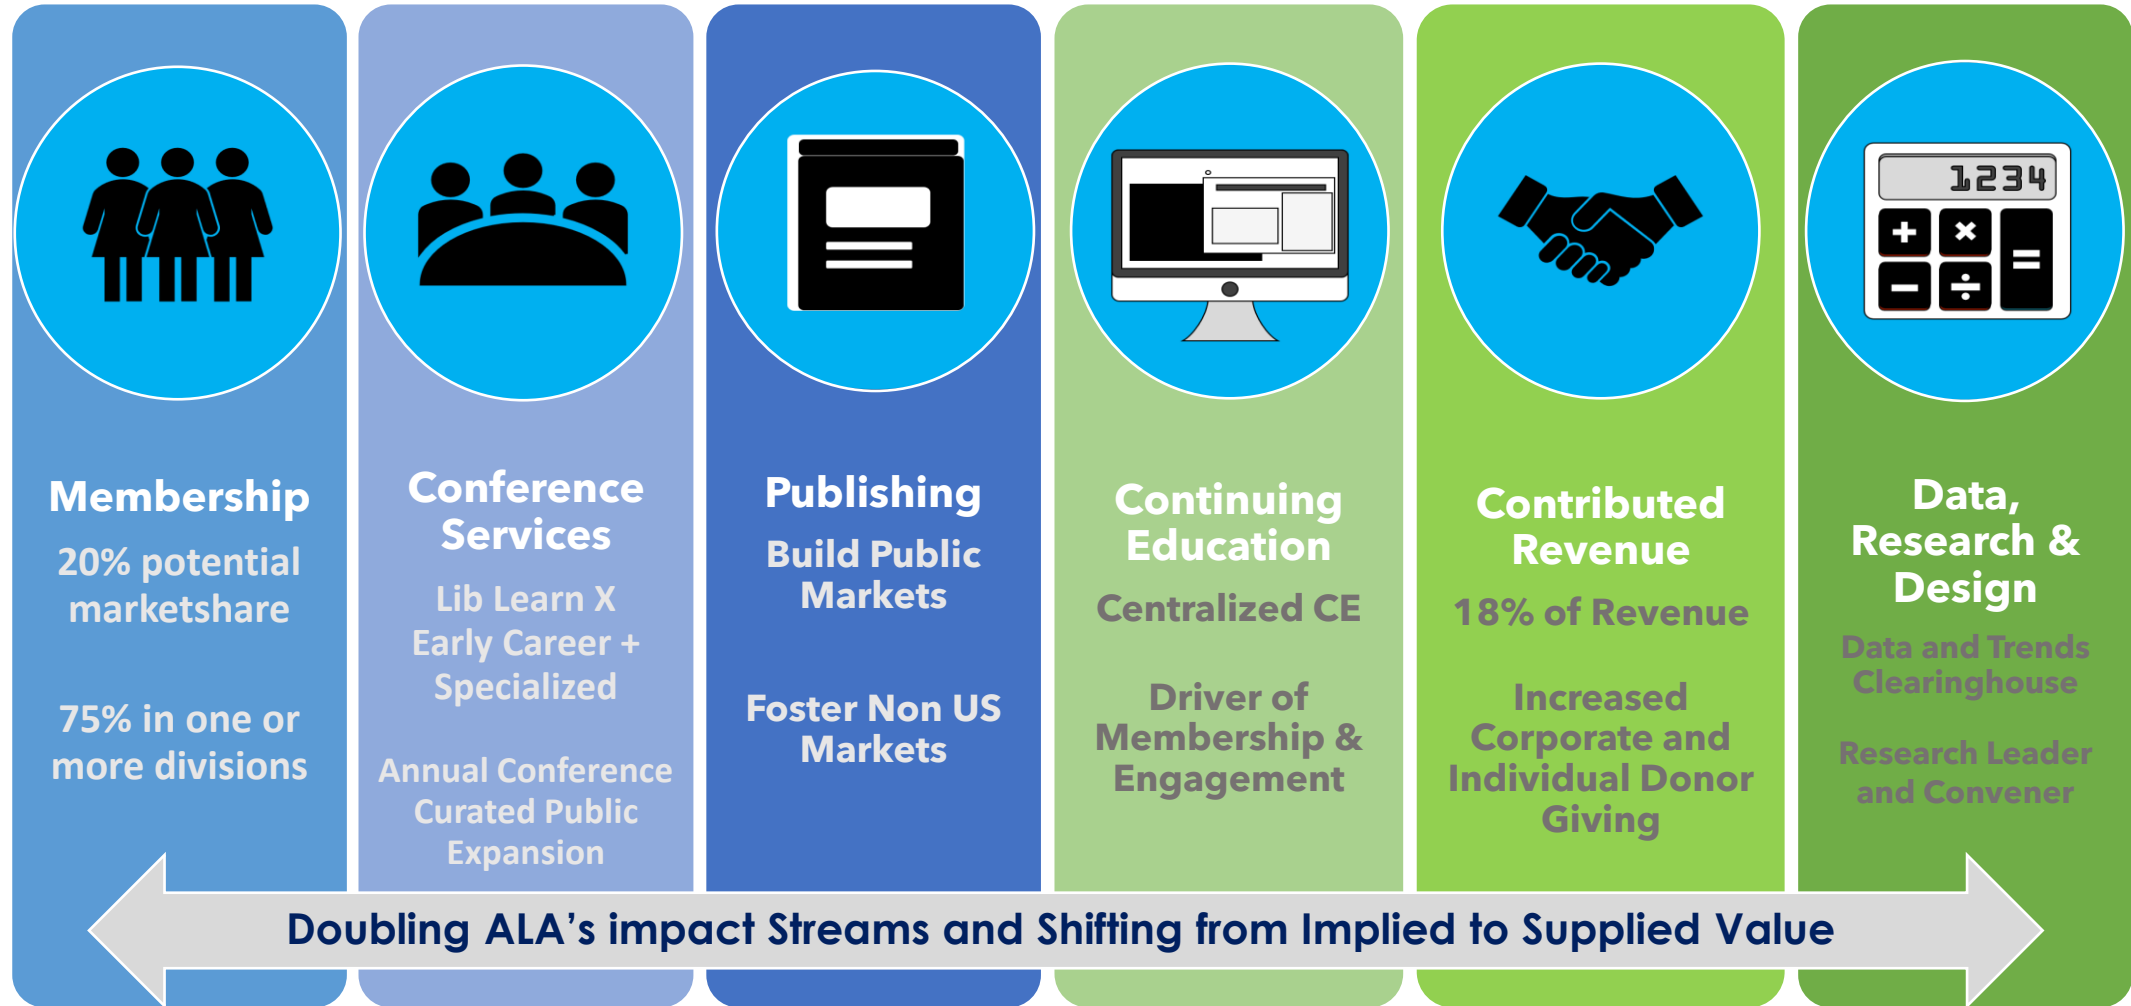 Membership
20% potential
marketshare
75% in one or
more divisions
Conference
Services
Lib Learn X
Early Career +
Specialized
Annual Conference
Curated Public
Expansion
Publishing
Build Public
Markets
Foster Non US
Markets
Continuing
Education
Centralized CE
Driver of
Membership &
Engagement
Contributed
Revenue
18% of Revenue
Increased
Corporate and
Individual Donor
Giving
1234
+ ×
− ÷ =
Data,
Research &
Design
Data and Trends
Clearinghouse
Research Leader
and Convener
Doubling ALA’s impact Streams and Shifting from Implied to Supplied Value